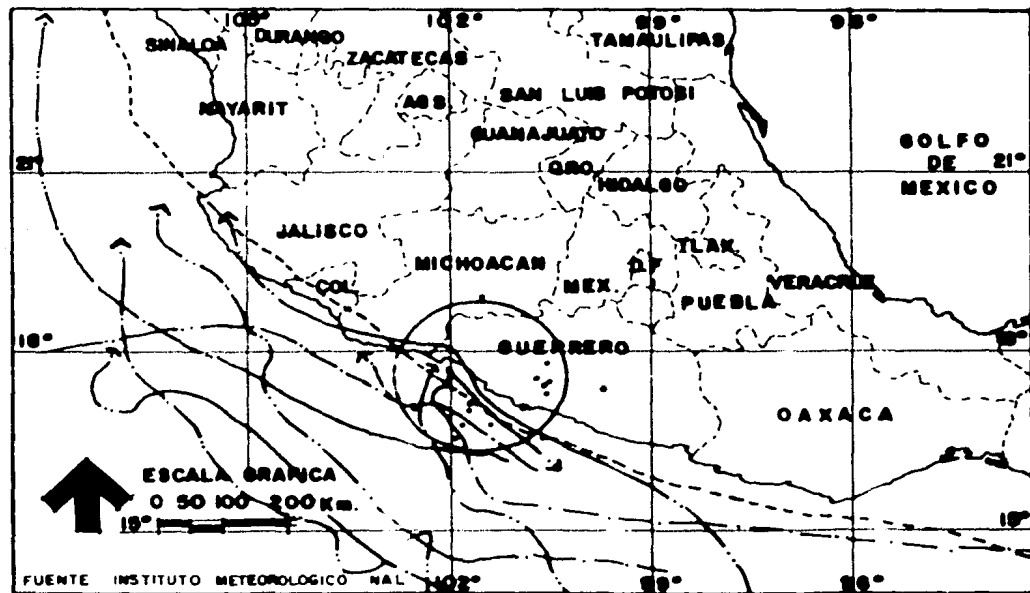 105° 102° 99° 96°
SINALOA DURANGO TAMAULIPAS
ZACATECAS
NAYARIT AGS SAN LUIS POTOSI
GUANAJUATO GOLFO
DE
MEXICO
21° QRO. 21°
HIDALGO
JALISCO TLAX.
MICHOACAN D.F
COL. MEX. VERACRUZ
PUEBLA
18° GUERRERO 18°
OAXACA
ESCALA GRAFICA
0 50 100 200 Km.
15° 15°
FUENTE INSTITUTO METEOROLOGICO NAL. 102° 99° 96°